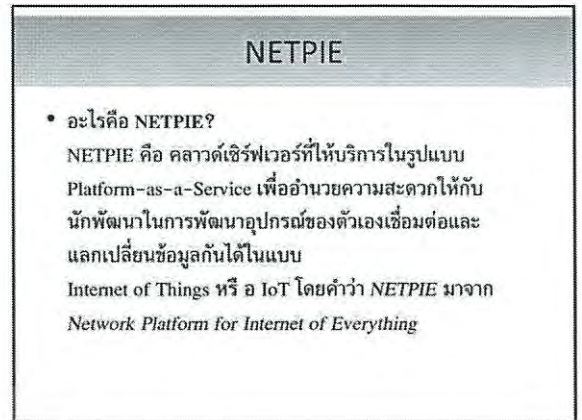 NETPIE
• อะไรคือ NETPIE?
NETPIE คือ คลาวด์เซิร์ฟเวอร์ที่ให้บริการในรูปแบบ
Platform-as-a-Service เพื่ออำนวยความสะดวกให้กับ
นักพัฒนาในการพัฒนาอุปกรณ์ของตัวเองเชื่อมต่อและ
แลกเปลี่ยนข้อมูลกันได้ในแบบ
Internet of Things หรื อ IoT โดยคำว่า NETPIE มาจาก
Network Platform for Internet of Everything